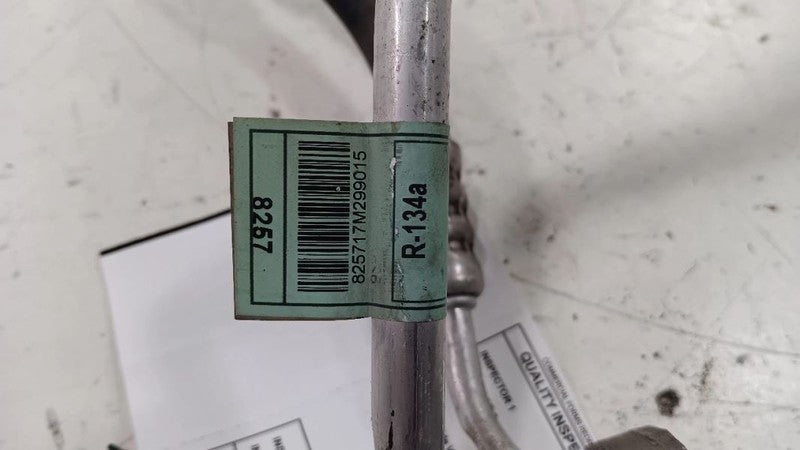 8257
825717M299015
R-134a
INSPECTOR 1
QUALITY INSPE